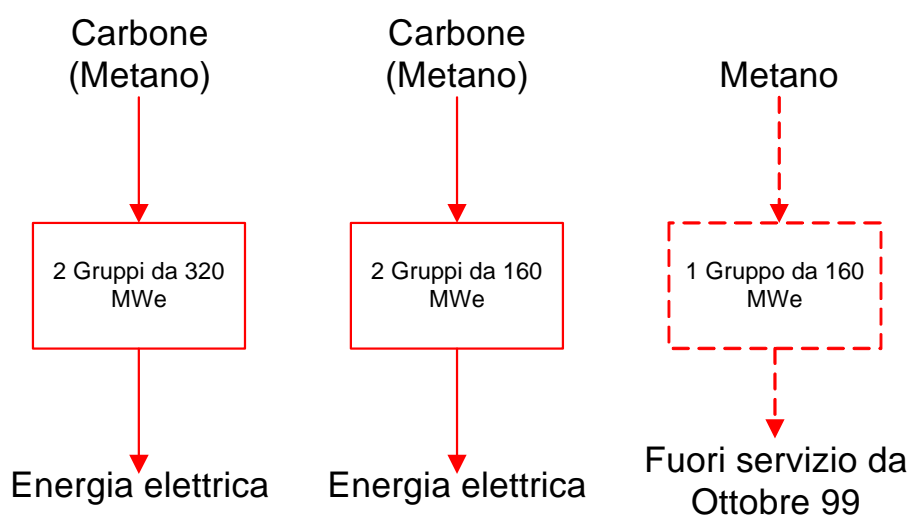 Carbone
(Metano)
2 Gruppi da 320
MWe
Energia elettrica
Carbone
(Metano)
2 Gruppi da 160
MWe
Energia elettrica
Metano
1 Gruppo da 160
MWe
Fuori servizio da
Ottobre 99